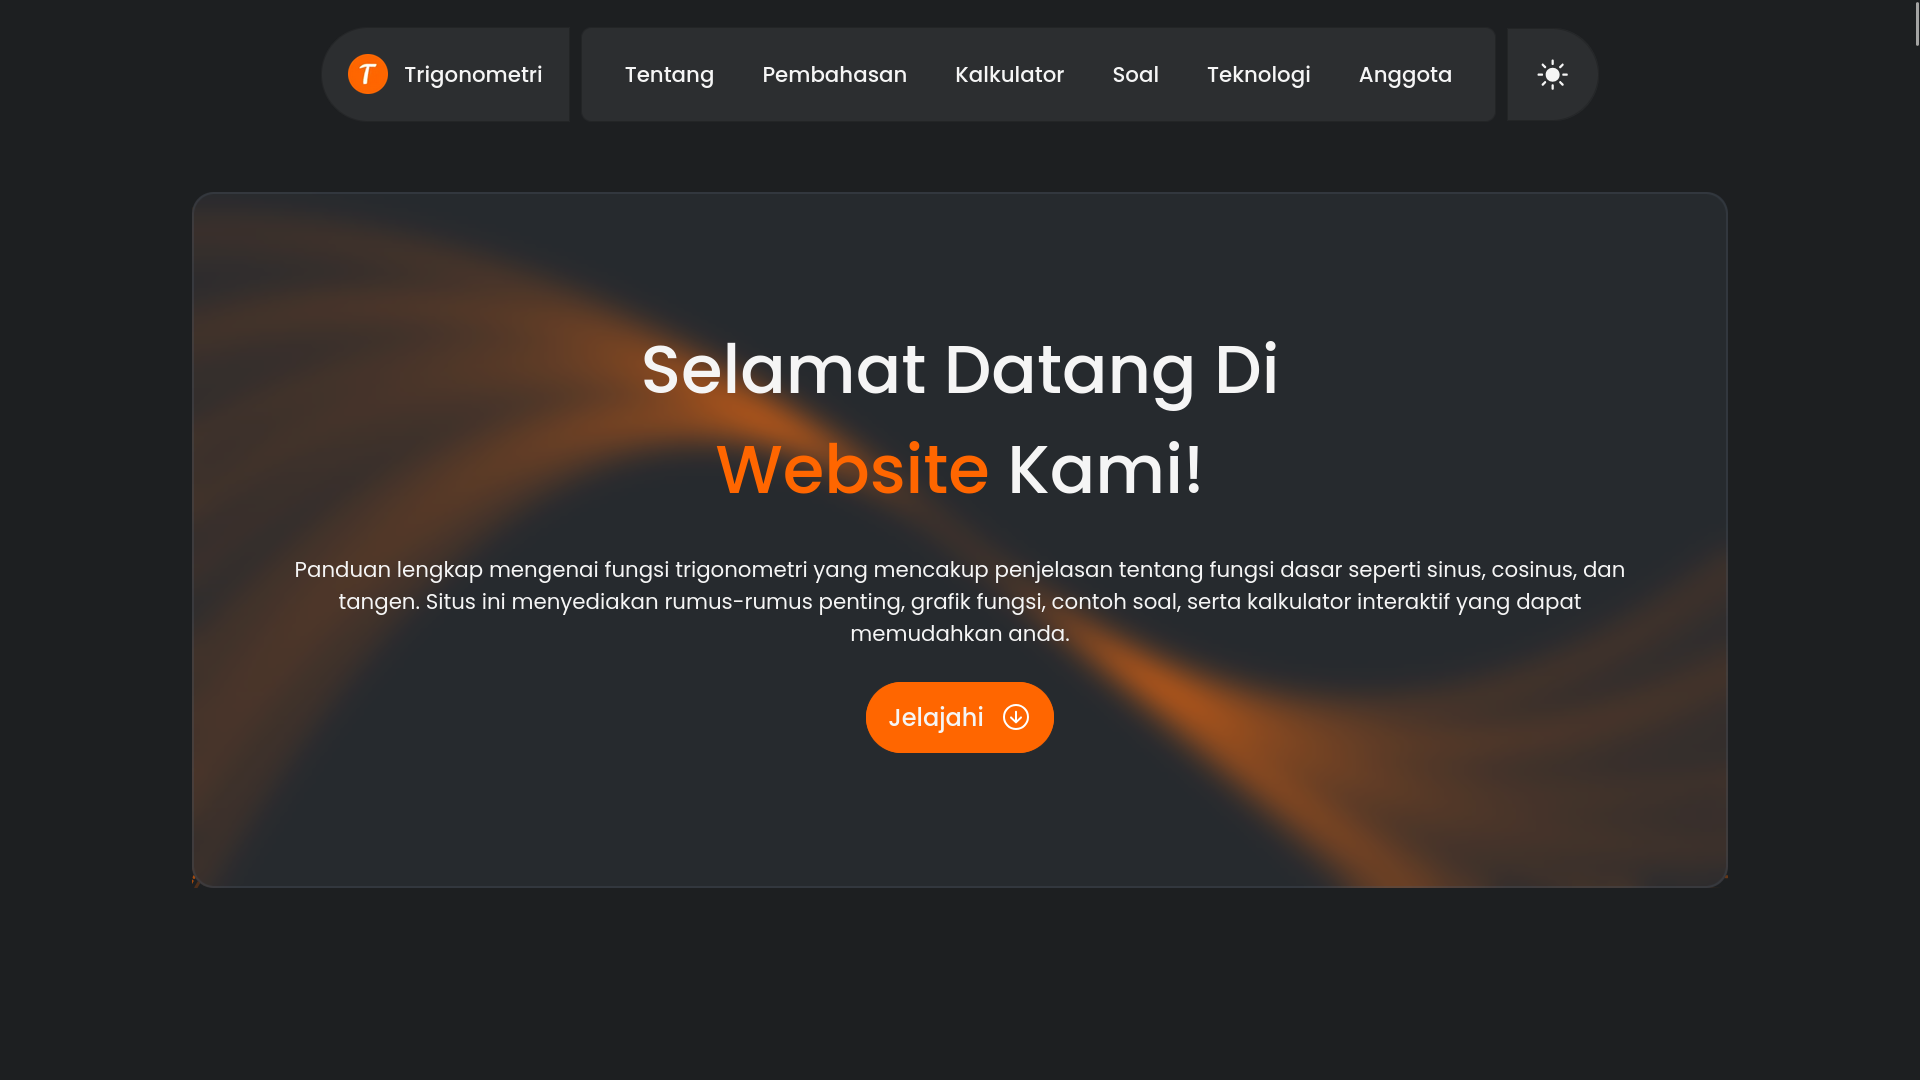 T Trigonometri
Tentang Pembahasan Kalkulator Soal Teknologi Anggota
Selamat Datang Di
Website Kami!
Panduan lengkap mengenai fungsi trigonometri yang mencakup penjelasan tentang fungsi dasar seperti sinus, cosinus, dan
tangen. Situs ini menyediakan rumus-rumus penting, grafik fungsi, contoh soal, serta kalkulator interaktif yang dapat
memudahkan anda.
Jelajahi